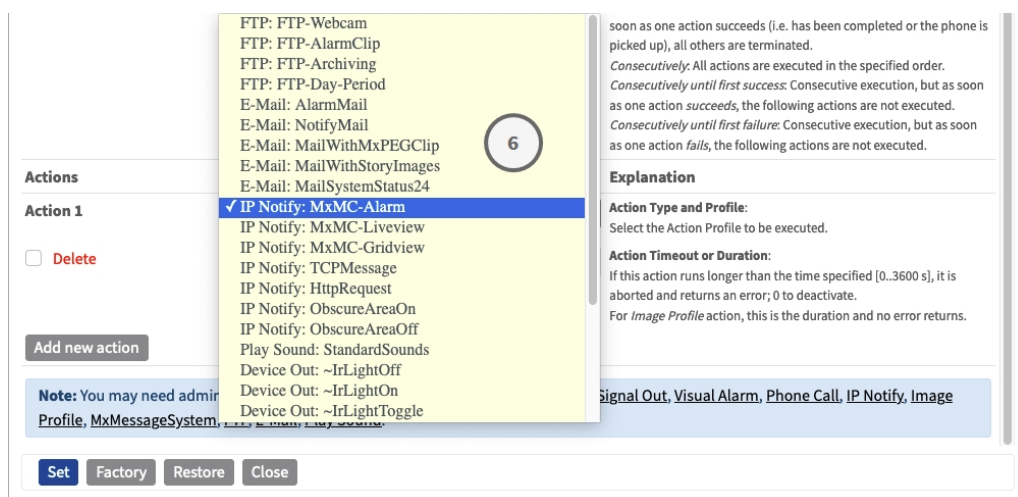 FTP: FTP-Webcam
FTP: FTP-AlarmClip
FTP: FTP-Archiving
FTP: FTP-Day-Period
E-Mail: AlarmMail
E-Mail: NotifyMail
E-Mail: MailWithMxPEGClip
E-Mail: MailWithStoryImages
E-Mail: MailSystemStatus24
✓ IP Notify: MxMC-Alarm
IP Notify: MxMC-Liveview
IP Notify: MxMC-Gridview
IP Notify: TCPMessage
IP Notify: HttpRequest
IP Notify: ObscureAreaOn
IP Notify: ObscureAreaOff
Play Sound: StandardSounds
Device Out: ~IrLightOff
Device Out: ~IrLightOn
Device Out: ~IrLightToggle
6
soon as one action succeeds (i.e. has been completed or the phone is
picked up), all others are terminated.
Consecutively: All actions are executed in the specified order.
Consecutively until first success: Consecutive execution, but as soon
as one action succeeds, the following actions are not executed.
Consecutively until first failure: Consecutive execution, but as soon
as one action fails, the following actions are not executed.
Actions
Explanation
Action 1
Delete
Action Type and Profile:
Select the Action Profile to be executed.
Action Timeout or Duration:
If this action runs longer than the time specified [0..3600 s], it is
aborted and returns an error; 0 to deactivate.
For Image Profile action, this is the duration and no error returns.
Add new action
Note: You may need admin Signal Out, Visual Alarm, Phone Call, IP Notify, Image
Profile, MxMessageSystem, FTP, E-Mail, Play Sound.
Set Factory Restore Close